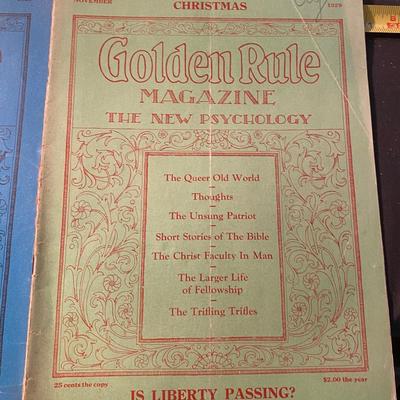 NOVEMBER CHRISTMAS 1929
Golden Rule
MAGAZINE
THE NEW PSYCHOLOGY
The Queer Old World
Thoughts
The Unsung Patriot
Short Stories of The Bible
The Christ Faculty In Man
The Larger Life
of Fellowship
The Trifling Trifles
25 cents the copy $2.00 the year
IS LIBERTY PASSING?